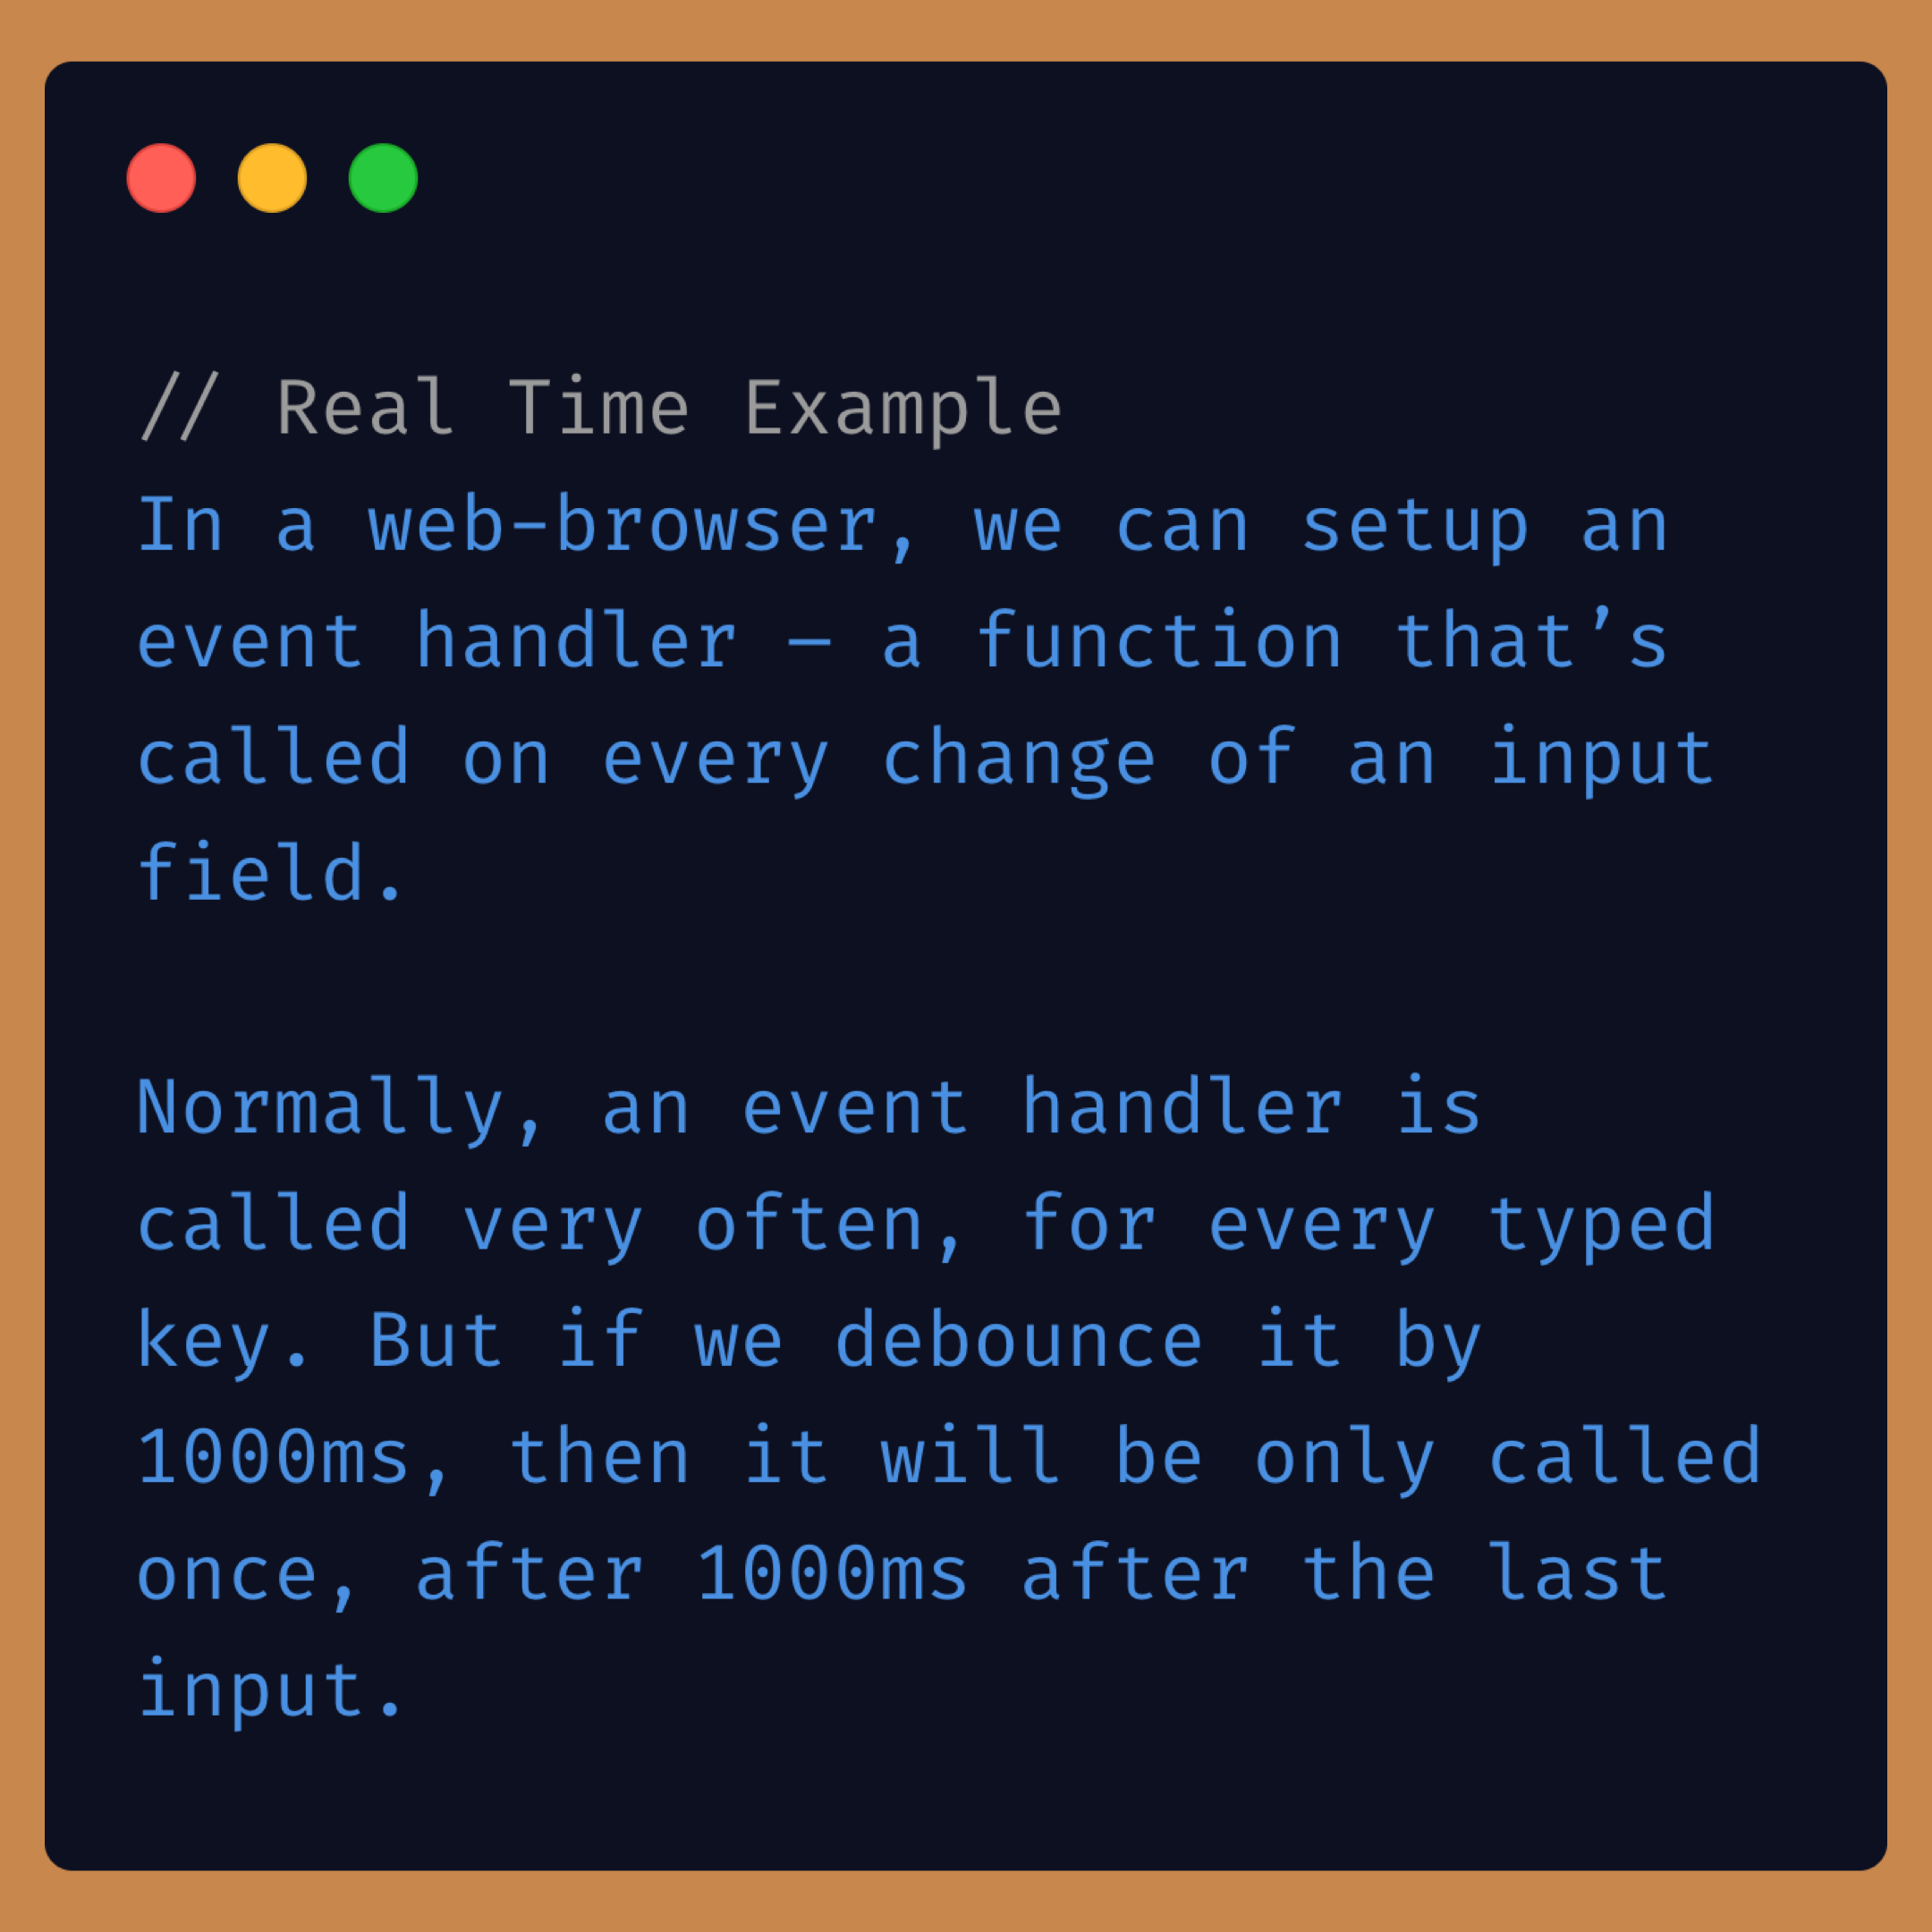 // Real Time Example
In a web-browser, we can setup an
event handler – a function that’s
called on every change of an input
field.
Normally, an event handler is
called very often, for every typed
key. But if we debounce it by
1000ms, then it will be only called
once, after 1000ms after the last
input.